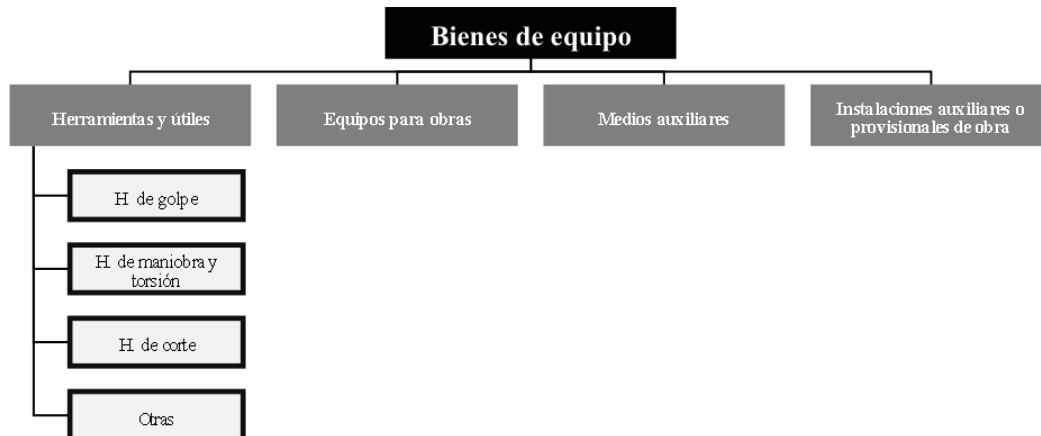 Bienes de equipo
Herramientas y útiles
Equipos para obras
Medios auxiliares
Instalaciones auxiliares o
provisionales de obra
H. de golpe
H. de maniobra y
torsión
H. de corte
Otras